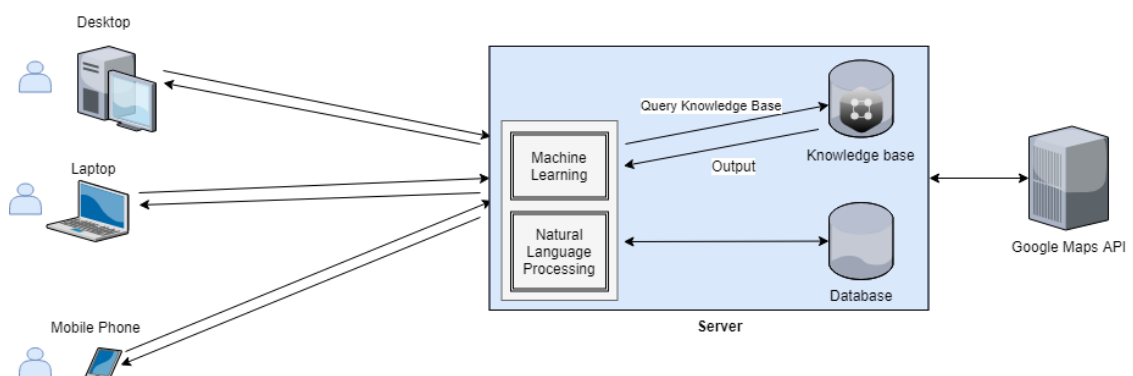 Desktop
Query Knowledge Base
Machine
Learning
Knowledge base
Output
Laptop
Natural
Language
Processing
Google Maps API
Database
Mobile Phone
Server